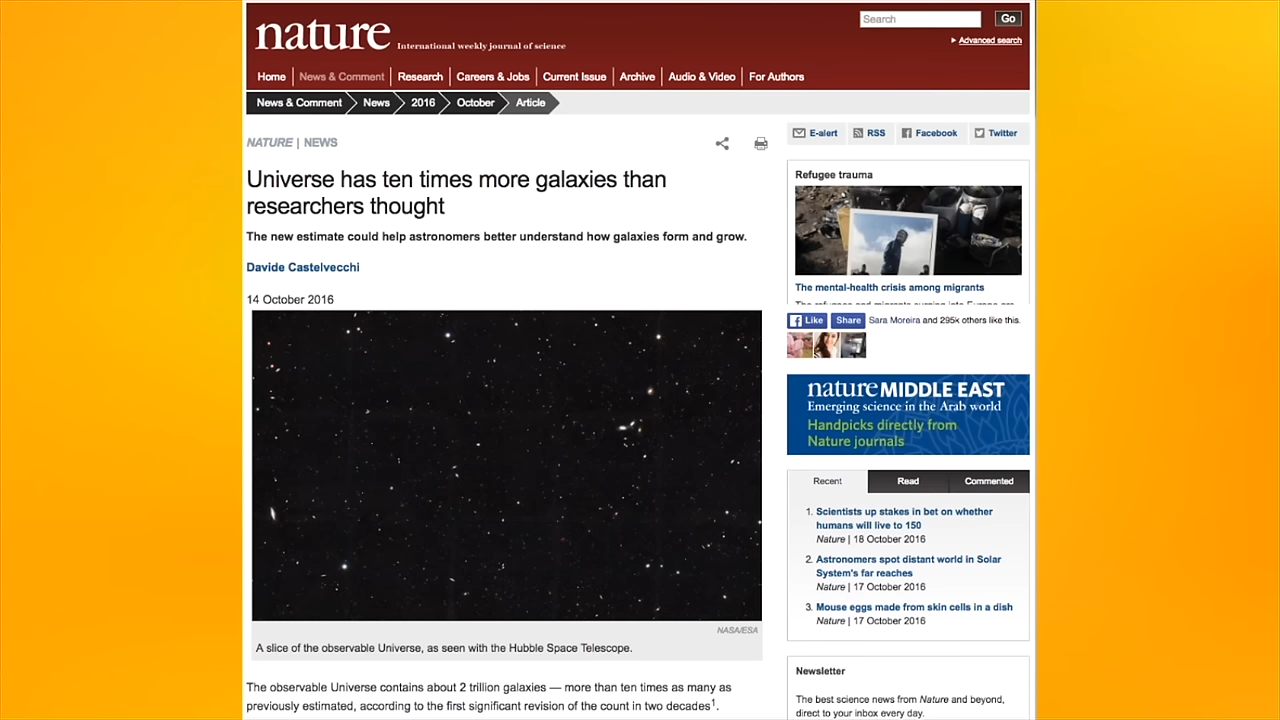 nature
International weekly journal of science
Search
Go
Advanced search
Home
News & Comment
Research
Careers & Jobs
Current Issue
Archive
Audio & Video
For Authors
News & Comment
News
2016
October
Article
NATURE | NEWS
Universe has ten times more galaxies than
researchers thought
The new estimate could help astronomers better understand how galaxies form and grow.
Davide Castelvecchi
14 October 2016
NASA/ESA
A slice of the observable Universe, as seen with the Hubble Space Telescope.
The observable Universe contains about 2 trillion galaxies — more than ten times as many as
previously estimated, according to the first significant revision of the count in two decades1.
E-alert
RSS
Facebook
Twitter
Refugee trauma
The mental-health crisis among migrants
Like
Share
Sara Moreira and 295k others like this.
nature MIDDLE EAST
Emerging science in the Arab world
Handpicks directly from
Nature journals
Recent
Read
Commented
1. Scientists up stakes in bet on whether
humans will live to 150
Nature | 18 October 2016
2. Astronomers spot distant world in Solar
System's far reaches
Nature | 17 October 2016
3. Mouse eggs made from skin cells in a dish
Nature | 17 October 2016
Newsletter
The best science news from Nature and beyond,
direct to your inbox every day.